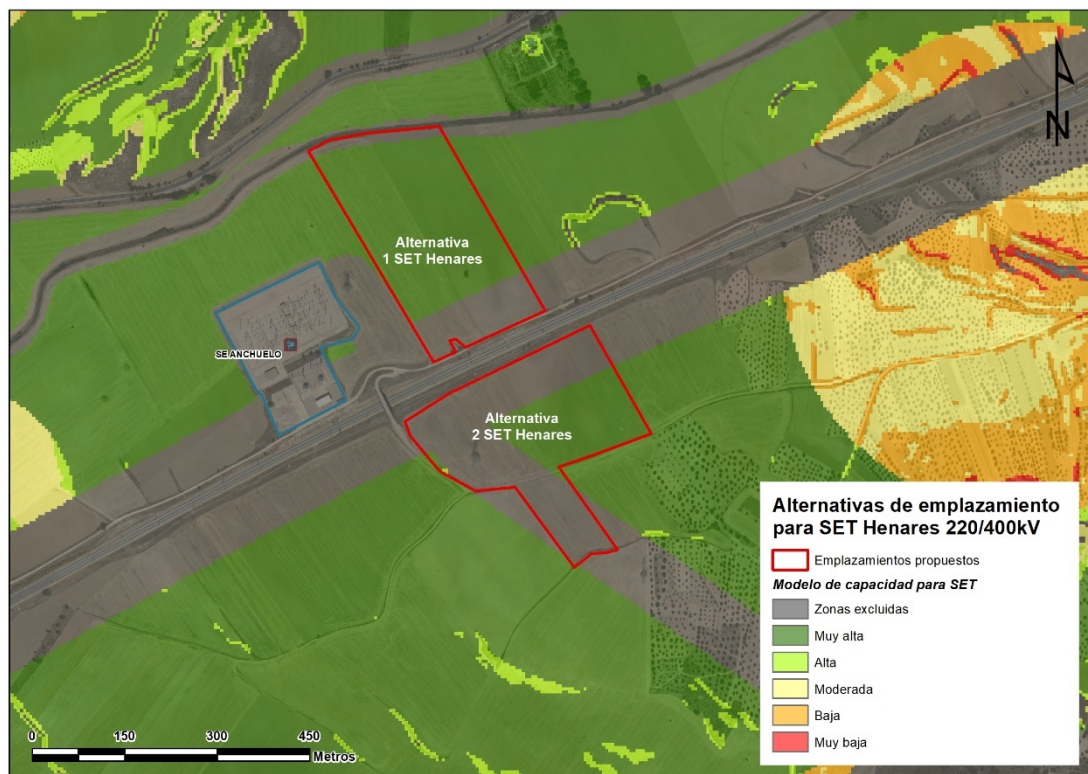 N
Alternativa
1 SET Henares
SE ANCHUELO
Alternativa
2 SET Henares
Alternativas de emplazamiento
para SET Henares 220/400kV
Emplazamientos propuestos
Modelo de capacidad para SET
Zonas excluidas
Muy alta
Alta
Moderada
Baja
Muy baja
0 150 300 450
Metros